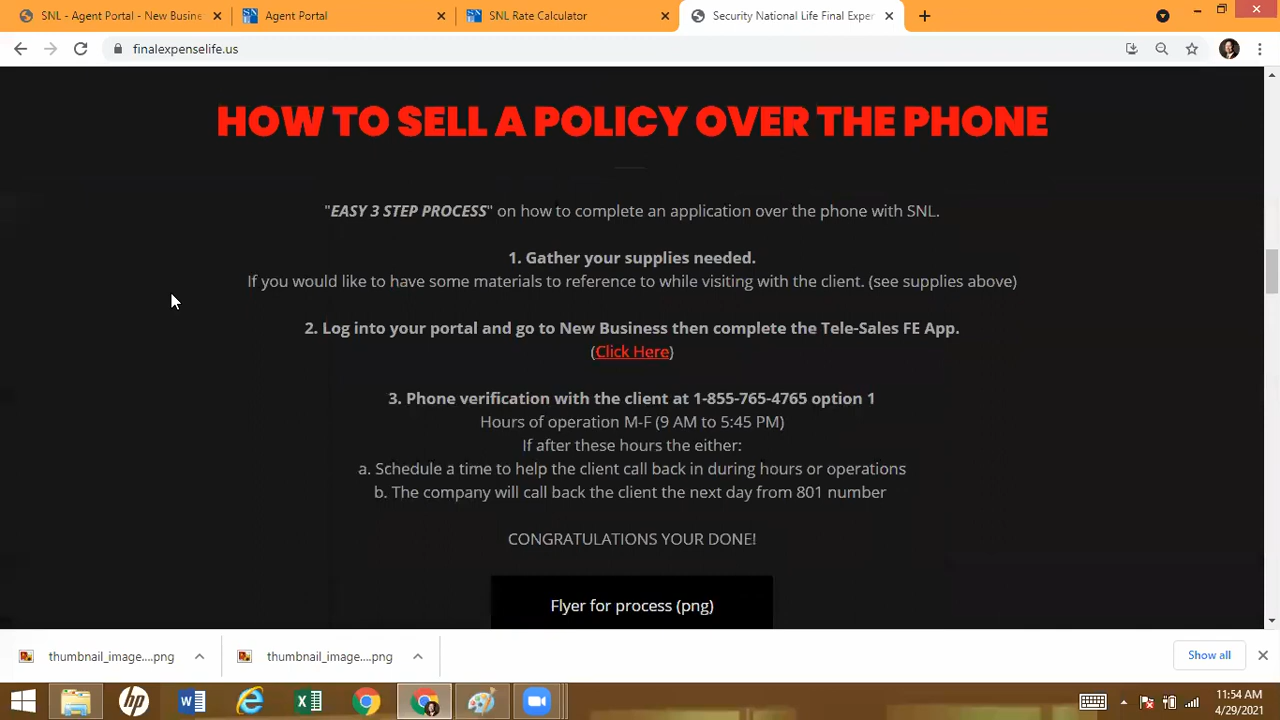 SNL - Agent Portal - New Busine
Agent Portal
SNL Rate Calculator
Security National Life Final Exper
finalexpenselife.us
HOW TO SELL A POLICY OVER THE PHONE
"EASY 3 STEP PROCESS" on how to complete an application over the phone with SNL.
1. Gather your supplies needed.
If you would like to have some materials to reference to while visiting with the client. (see supplies above)
2. Log into your portal and go to New Business then complete the Tele-Sales FE App.
(Click Here)
3. Phone verification with the client at 1-855-765-4765 option 1
Hours of operation M-F (9 AM to 5:45 PM)
If after these hours the either:
a. Schedule a time to help the client call back in during hours or operations
b. The company will call back the client the next day from 801 number
CONGRATULATIONS YOUR DONE!
Flyer for process (png)
thumbnail_image....png
thumbnail_image....png
Show all
11:54 AM
4/29/2021